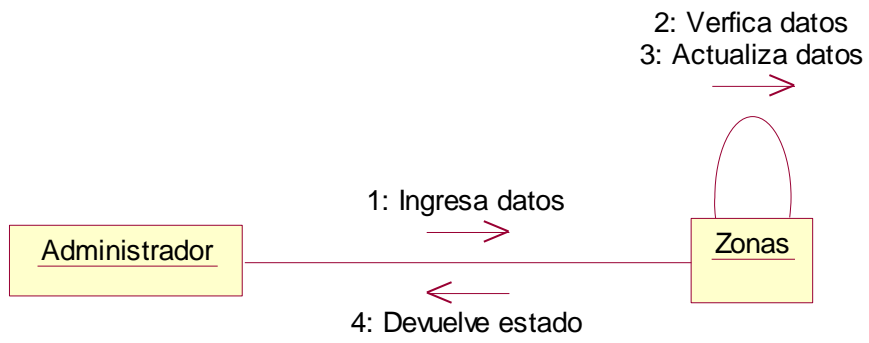 2: Verfica datos
3: Actualiza datos
1: Ingresa datos
Administrador
Zonas
4: Devuelve estado